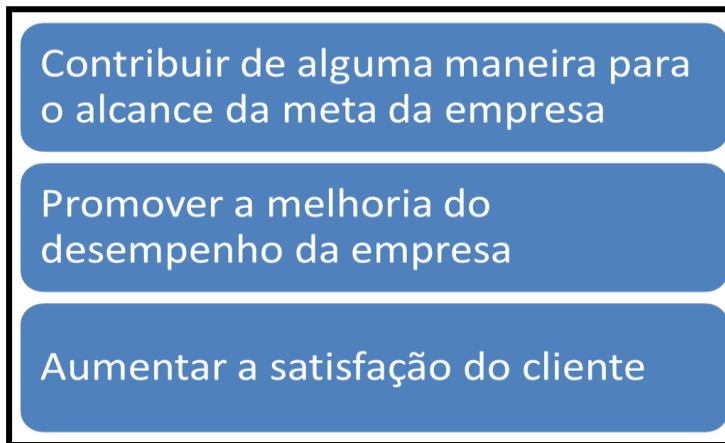 Contribuir de alguma maneira para
o alcance da meta da empresa
Promover a melhoria do
desempenho da empresa
Aumentar a satisfação do cliente